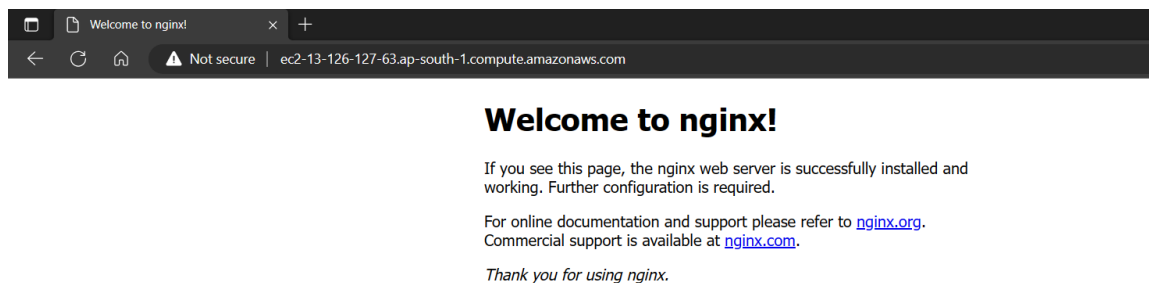 Welcome to nginx!
Not secure | ec2-13-126-127-63.ap-south-1.compute.amazonaws.com
Welcome to nginx!
If you see this page, the nginx web server is successfully installed and
working. Further configuration is required.
For online documentation and support please refer to nginx.org.
Commercial support is available at nginx.com.
Thank you for using nginx.